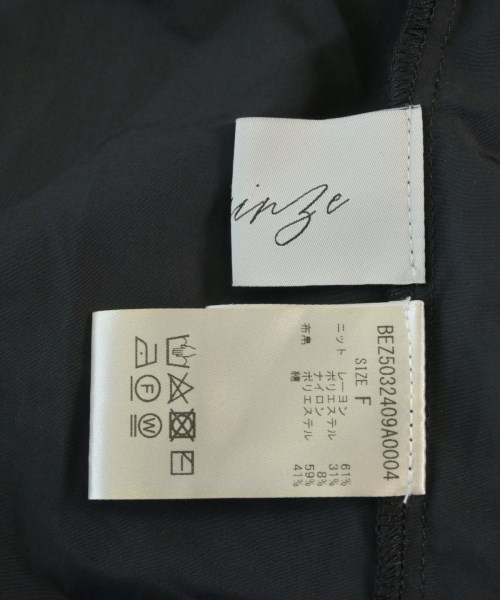 inze
BEZ5032409A0004
SIZE F
ニット レーヨン 61%
ポリエステル 31%
ナイロン 8%
布帛 ポリエステル 59%
綿 41%
F
W